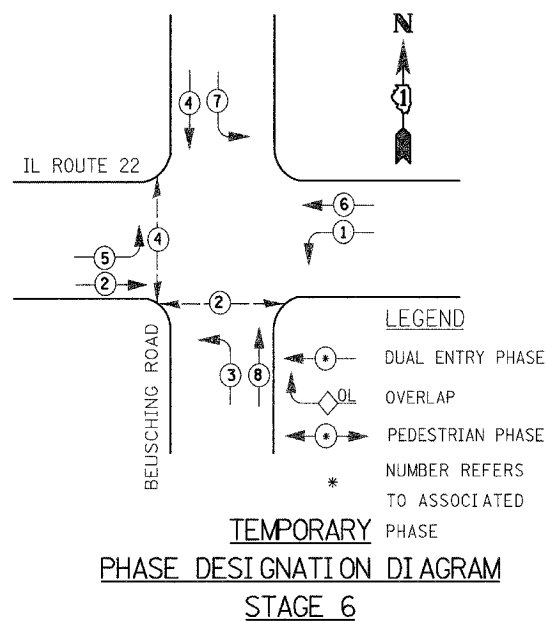 N
4 7
1
IL ROUTE 22
6
4
1
5
2
2
LEGEND
3 8
* DUAL ENTRY PHASE
OL OVERLAP
* PEDESTRIAN PHASE
* NUMBER REFERS
TO ASSOCIATED
PHASE
BEUSCHING ROAD
TEMPORARY
PHASE DESIGNATION DIAGRAM
STAGE 6